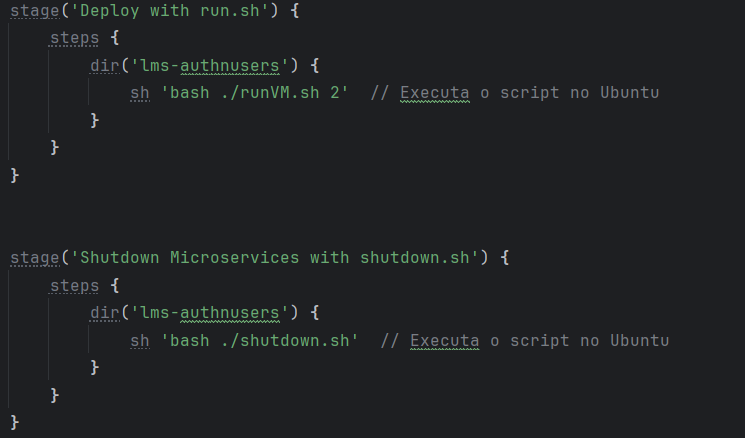 stage('Deploy with run.sh') {
    steps {
        dir('lms-authnusers') {
            sh 'bash ./runVM.sh 2'  // Executa o script no Ubuntu
        }
    }
}
stage('Shutdown Microservices with shutdown.sh') {
    steps {
        dir('lms-authnusers') {
            sh 'bash ./shutdown.sh'  // Executa o script no Ubuntu
        }
    }
}